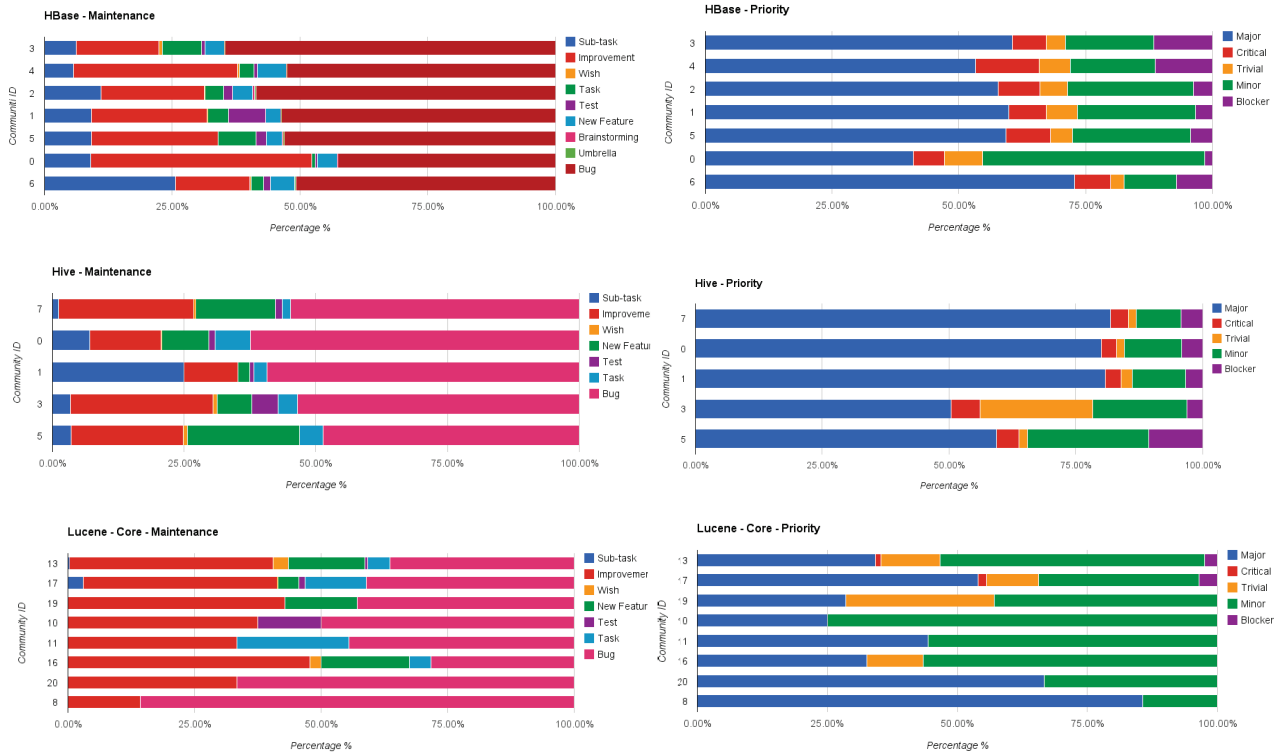 HBase - Maintenance
Communiti ID
3
4
2
1
5
0
6
0.00%
25.00%
50.00%
75.00%
100.00%
Percentage %
Sub-task
Improvement
Wish
Task
Test
New Feature
Brainstorming
Umbrella
Bug
HBase - Priority
Community ID
3
4
2
1
5
0
6
0.00%
25.00%
50.00%
75.00%
100.00%
Percentage %
Major
Critical
Trivial
Minor
Blocker
Hive - Maintenance
Community ID
7
0
1
3
5
0.00%
25.00%
50.00%
75.00%
100.00%
Percentage %
Sub-task
Improveme
Wish
New Featur
Test
Task
Bug
Hive - Priority
Community ID
7
0
1
3
5
0.00%
25.00%
50.00%
75.00%
100.00%
Percentage %
Major
Critical
Trivial
Minor
Blocker
Lucene - Core - Maintenance
Community ID
13
17
19
10
11
16
20
8
0.00%
25.00%
50.00%
75.00%
100.00%
Percentage %
Sub-task
Improvemer
Wish
New Featur
Test
Task
Bug
Lucene - Core - Priority
Community ID
13
17
19
10
11
16
20
8
0.00%
25.00%
50.00%
75.00%
100.00%
Percentage %
Major
Critical
Trivial
Minor
Blocker